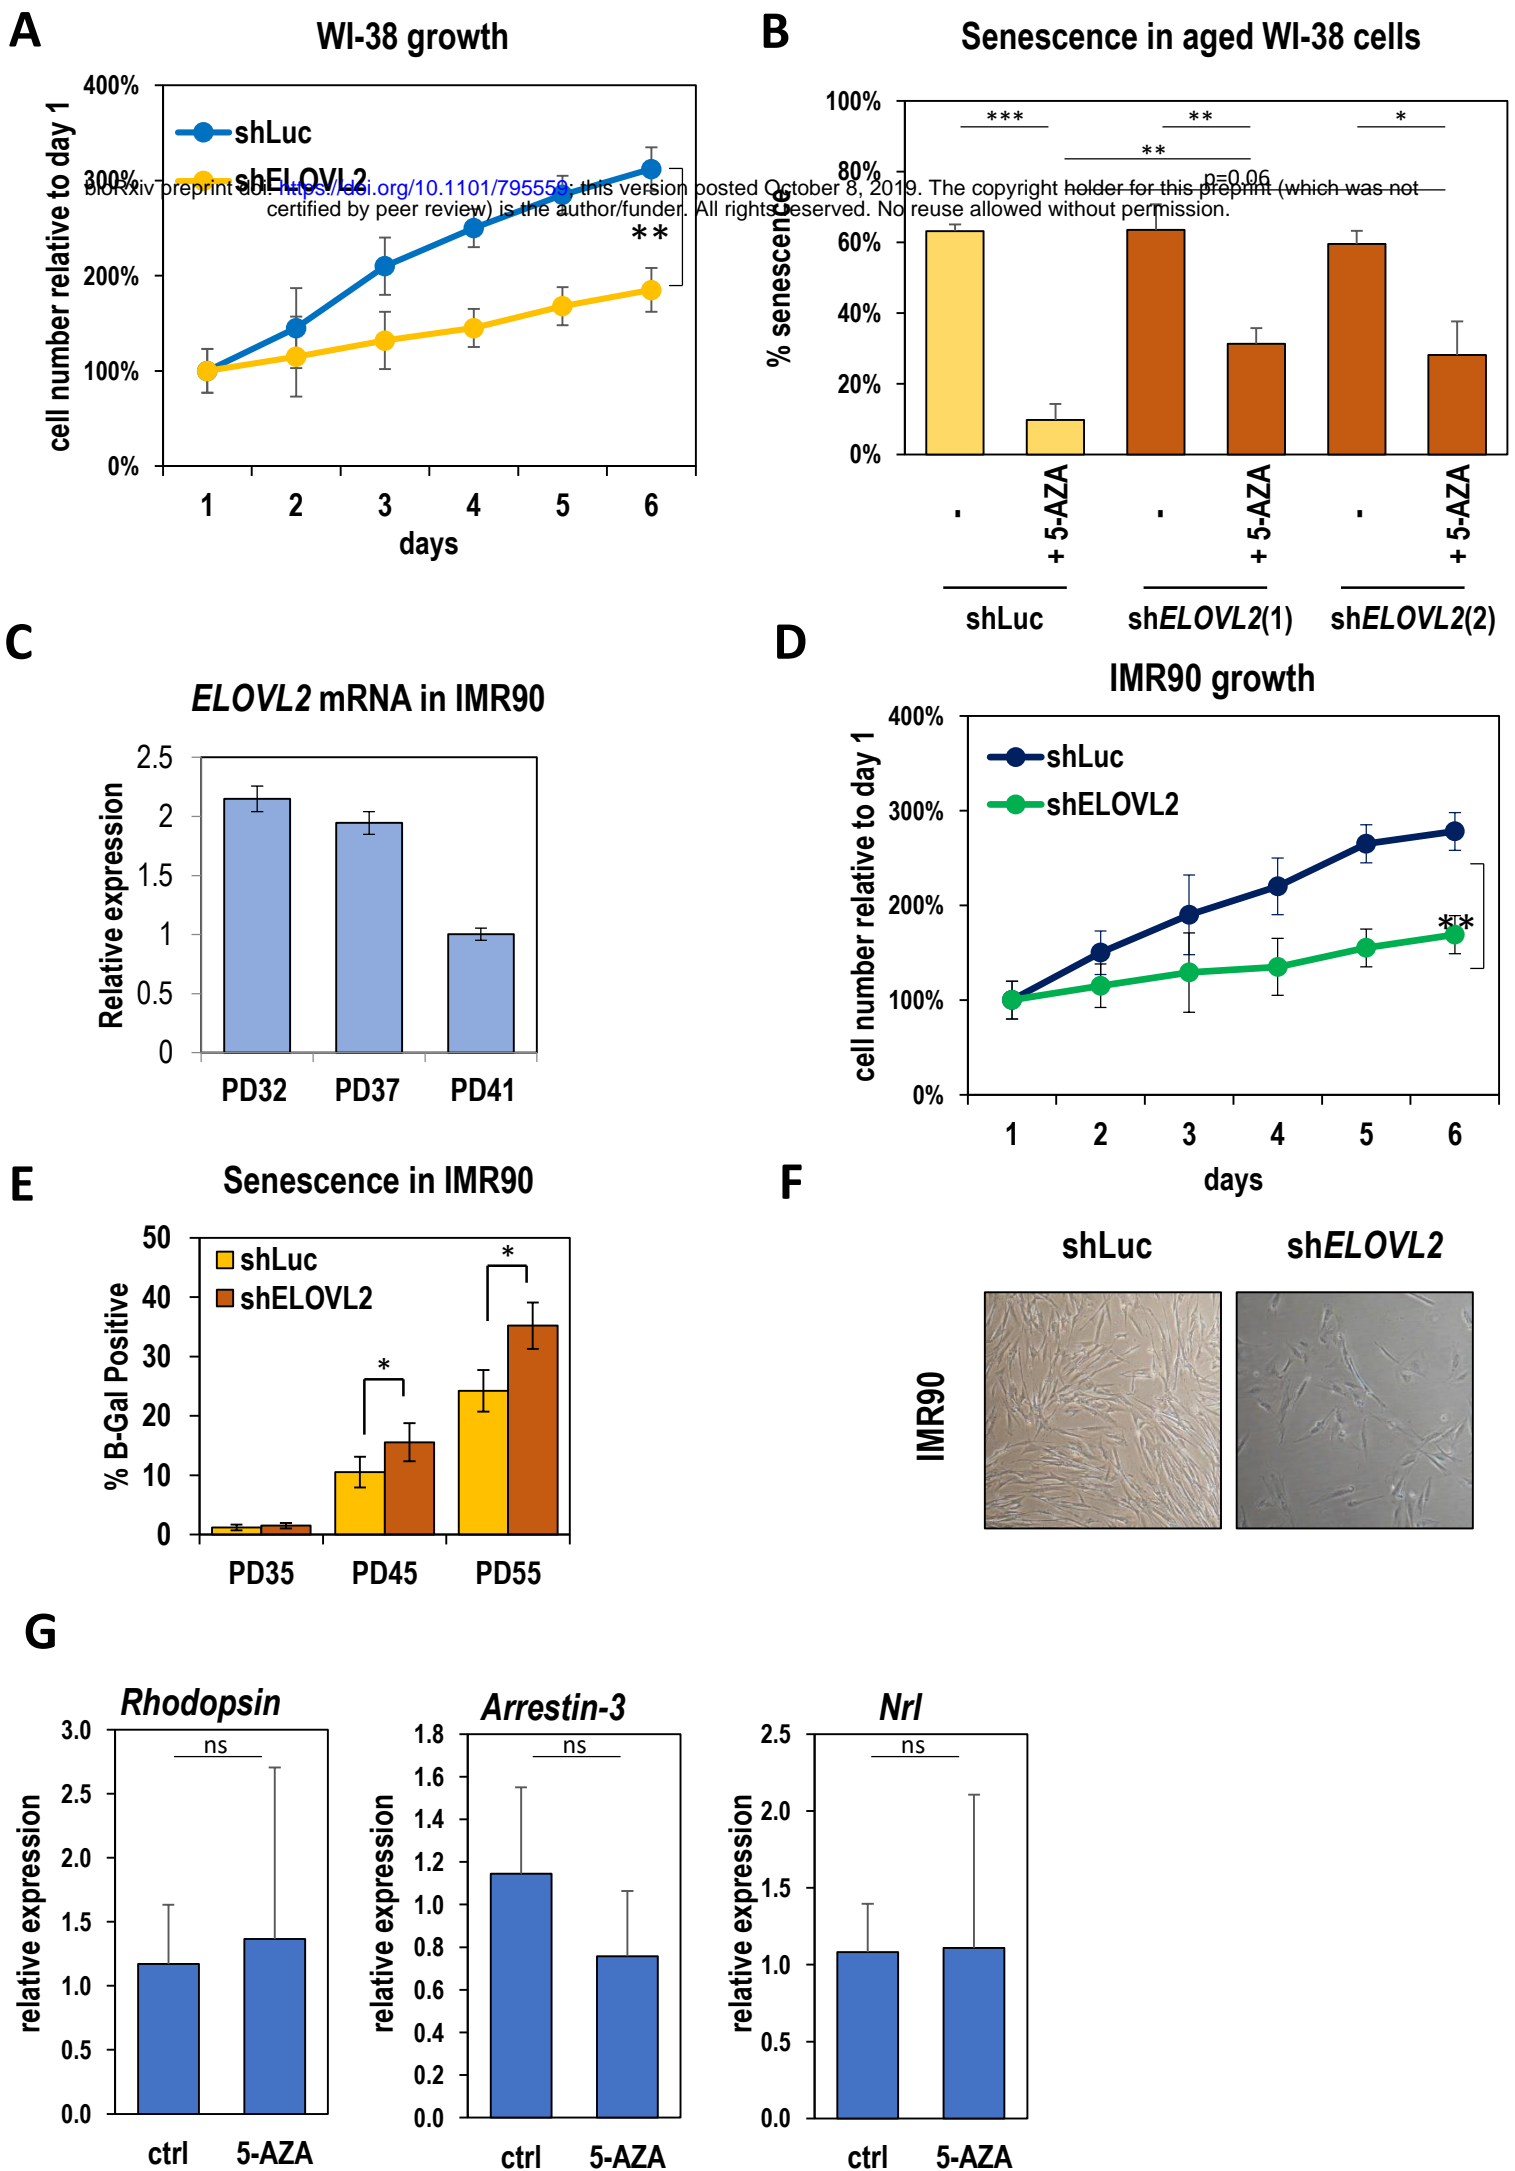 A
WI-38 growth
cell number relative to day 1
400%
300%
200%
100%
0%
shLuc
shELOVL2
**
1 2 3 4 5 6
days
bioRxiv preprint doi: https://doi.org/10.1101/795559; this version posted October 8, 2019. The copyright holder for this preprint (which was not
certified by peer review) is the author/funder. All rights reserved. No reuse allowed without permission.
B
Senescence in aged WI-38 cells
% senescence
100%
80%
60%
40%
20%
0%
*** ** *
**
p=0.06
- + 5-AZA - + 5-AZA - + 5-AZA
shLuc shELOVL2(1) shELOVL2(2)
C
ELOVL2 mRNA in IMR90
Relative expression
2.5
2
1.5
1
0.5
0
PD32 PD37 PD41
D
IMR90 growth
cell number relative to day 1
400%
300%
200%
100%
0%
shLuc
shELOVL2
**
1 2 3 4 5 6
days
E
Senescence in IMR90
% B-Gal Positive
50
40
30
20
10
0
shLuc
shELOVL2
*
*
PD35 PD45 PD55
F
shLuc shELOVL2
IMR90
G
Rhodopsin
relative expression
3.0
2.5
2.0
1.5
1.0
0.5
0.0
ns
ctrl 5-AZA
Arrestin-3
relative expression
1.8
1.6
1.4
1.2
1.0
0.8
0.6
0.4
0.2
0.0
ns
ctrl 5-AZA
Nrl
relative expression
2.5
2.0
1.5
1.0
0.5
0.0
ns
ctrl 5-AZA